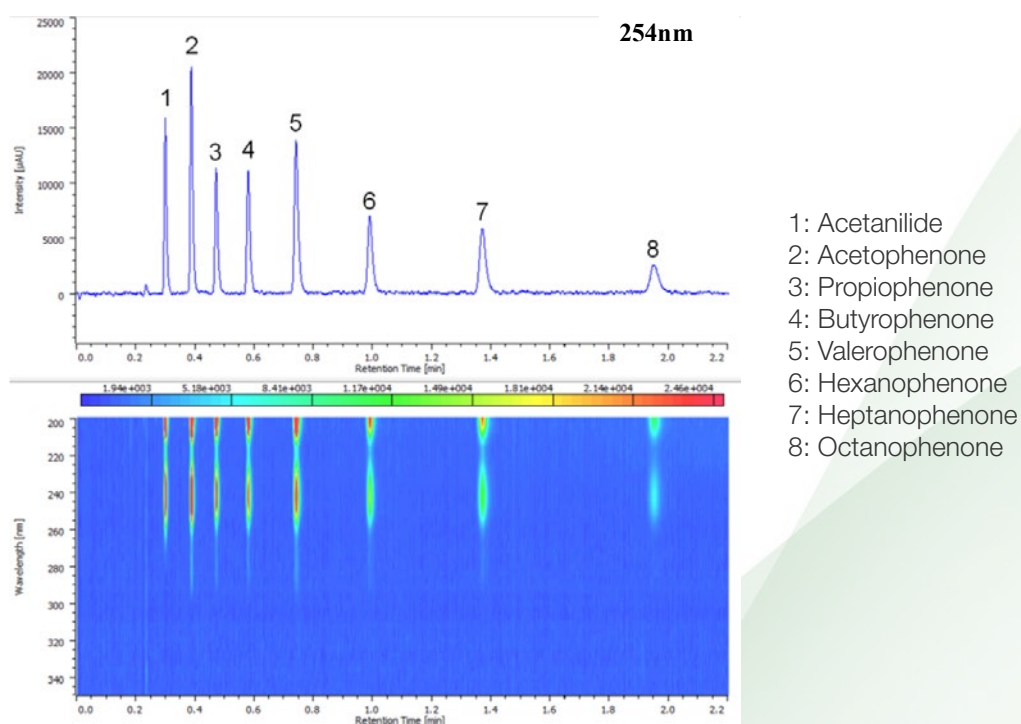 254nm
25000
20000
15000
10000
5000
0
Intensity [µAU]
1
2
3
4
5
6
7
8
0.0 0.2 0.4 0.6 0.8 1.0 1.2 1.4 1.6 1.8 2.0 2.2
Retention Time [min]
1.94e+003 5.18e+003 8.41e+003 1.17e+004 1.49e+004 1.81e+004 2.14e+004 2.46e+004
200
220
240
260
280
300
320
340
Wavelength [nm]
0.0 0.2 0.4 0.6 0.8 1.0 1.2 1.4 1.6 1.8 2.0 2.2
Retention Time [min]
1: Acetanilide
2: Acetophenone
3: Propiophenone
4: Butyrophenone
5: Valerophenone
6: Hexanophenone
7: Heptanophenone
8: Octanophenone